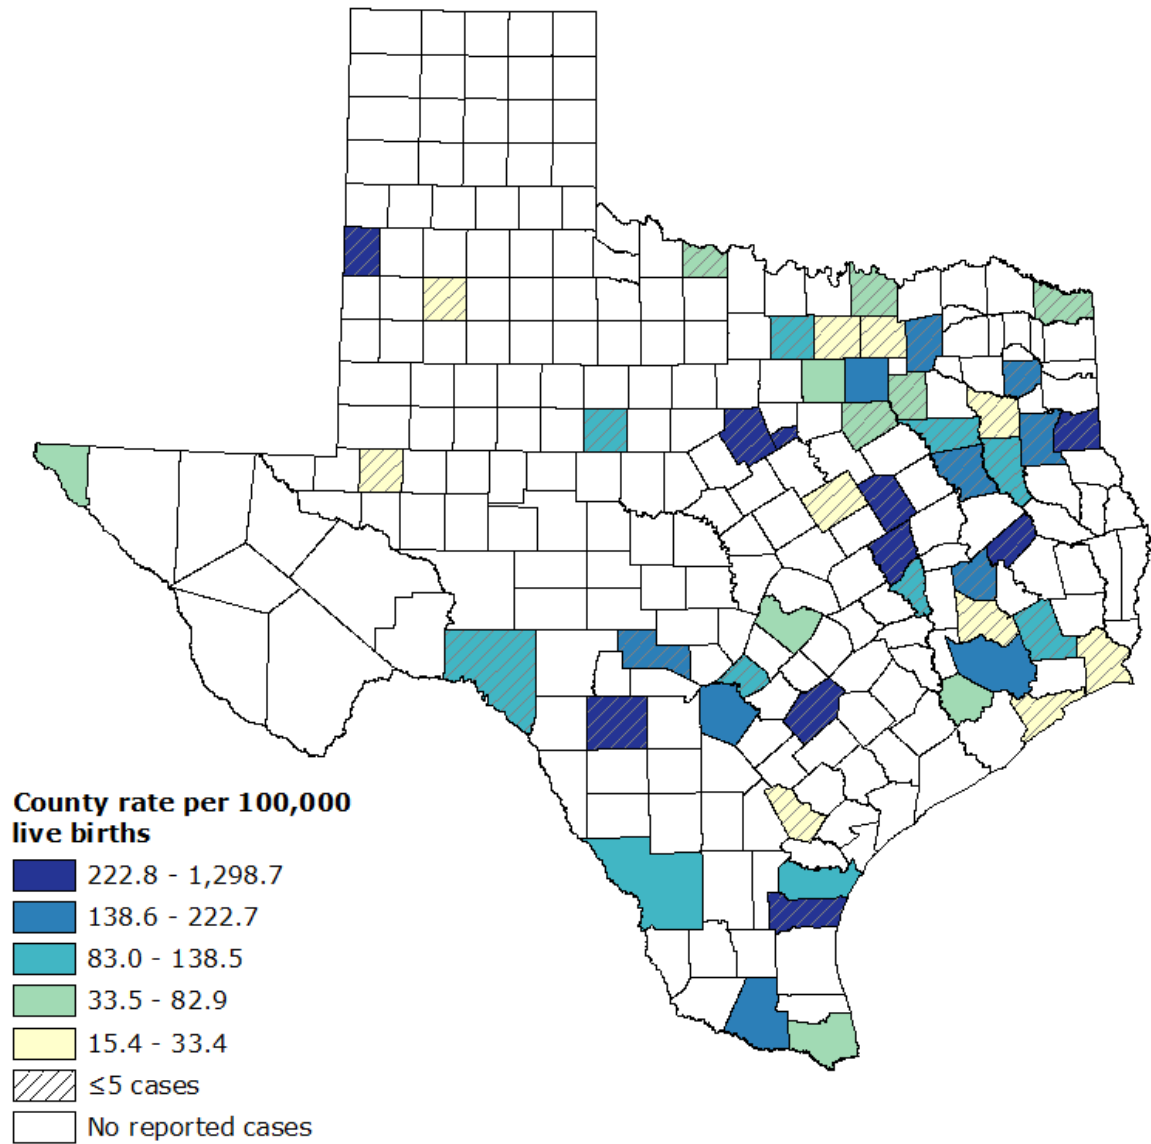 County rate per 100,000
live births
222.8 - 1,298.7
138.6 - 222.7
83.0 - 138.5
33.5 - 82.9
15.4 - 33.4
≤5 cases
No reported cases